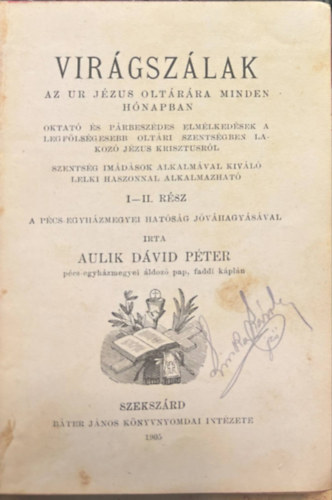 VIRÁGSZÁLAK
AZ UR JÉZUS OLTÁRÁRA MINDEN
HÓNAPBAN
OKTATÓ ÉS PÁRBESZÉDES ELMÉLKEDÉSEK A
LEGFÖLSÉGESEBB OLTÁRI SZENTSÉGBEN LA-
KOZÓ JÉZUS KRISZTUSRÓL
SZENTSÉG IMÁDÁSOK ALKALMÁVAL KIVÁLÓ
LELKI HASZONNAL ALKALMAZHATÓ
I—II. RÉSZ
A PÉCS-EGYHÁZMEGYEI HATÓSÁG JÓVÁHAGYÁSÁVAL
IRTA
AULIK DÁVID PÉTER
pécs-egyházmegyei áldozó pap, faddi káplán
SZEKSZÁRD
BÁTER JÁNOS KÖNYVNYOMDAI INTÉZETE
1905